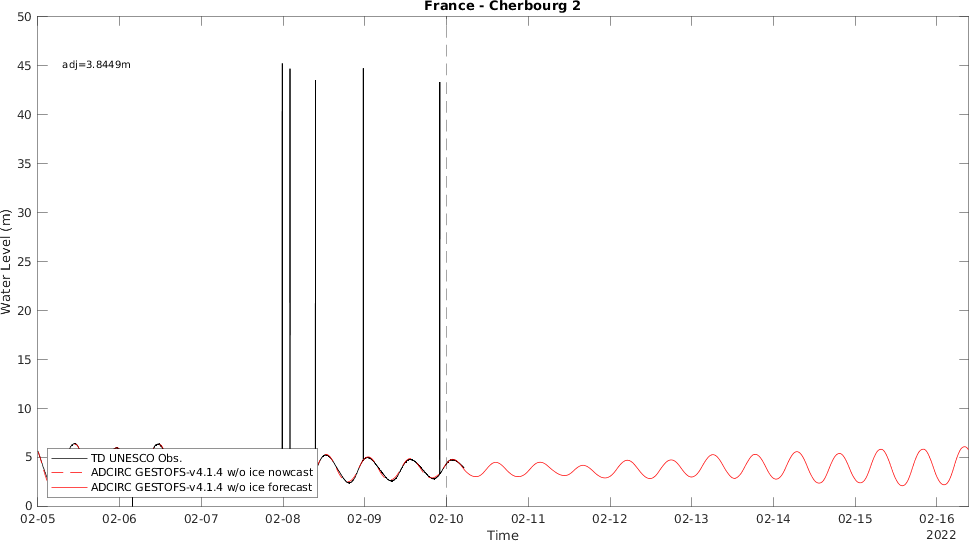 France - Cherbourg 2
adj=3.8449m
50
45
40
35
30
25
20
15
10
5
0
Water Level (m)
TD UNESCO Obs.
ADCIRC GESTOFS-v4.1.4 w/o ice nowcast
ADCIRC GESTOFS-v4.1.4 w/o ice forecast
02-05 02-06 02-07 02-08 02-09 02-10 02-11 02-12 02-13 02-14 02-15 02-16
Time
2022